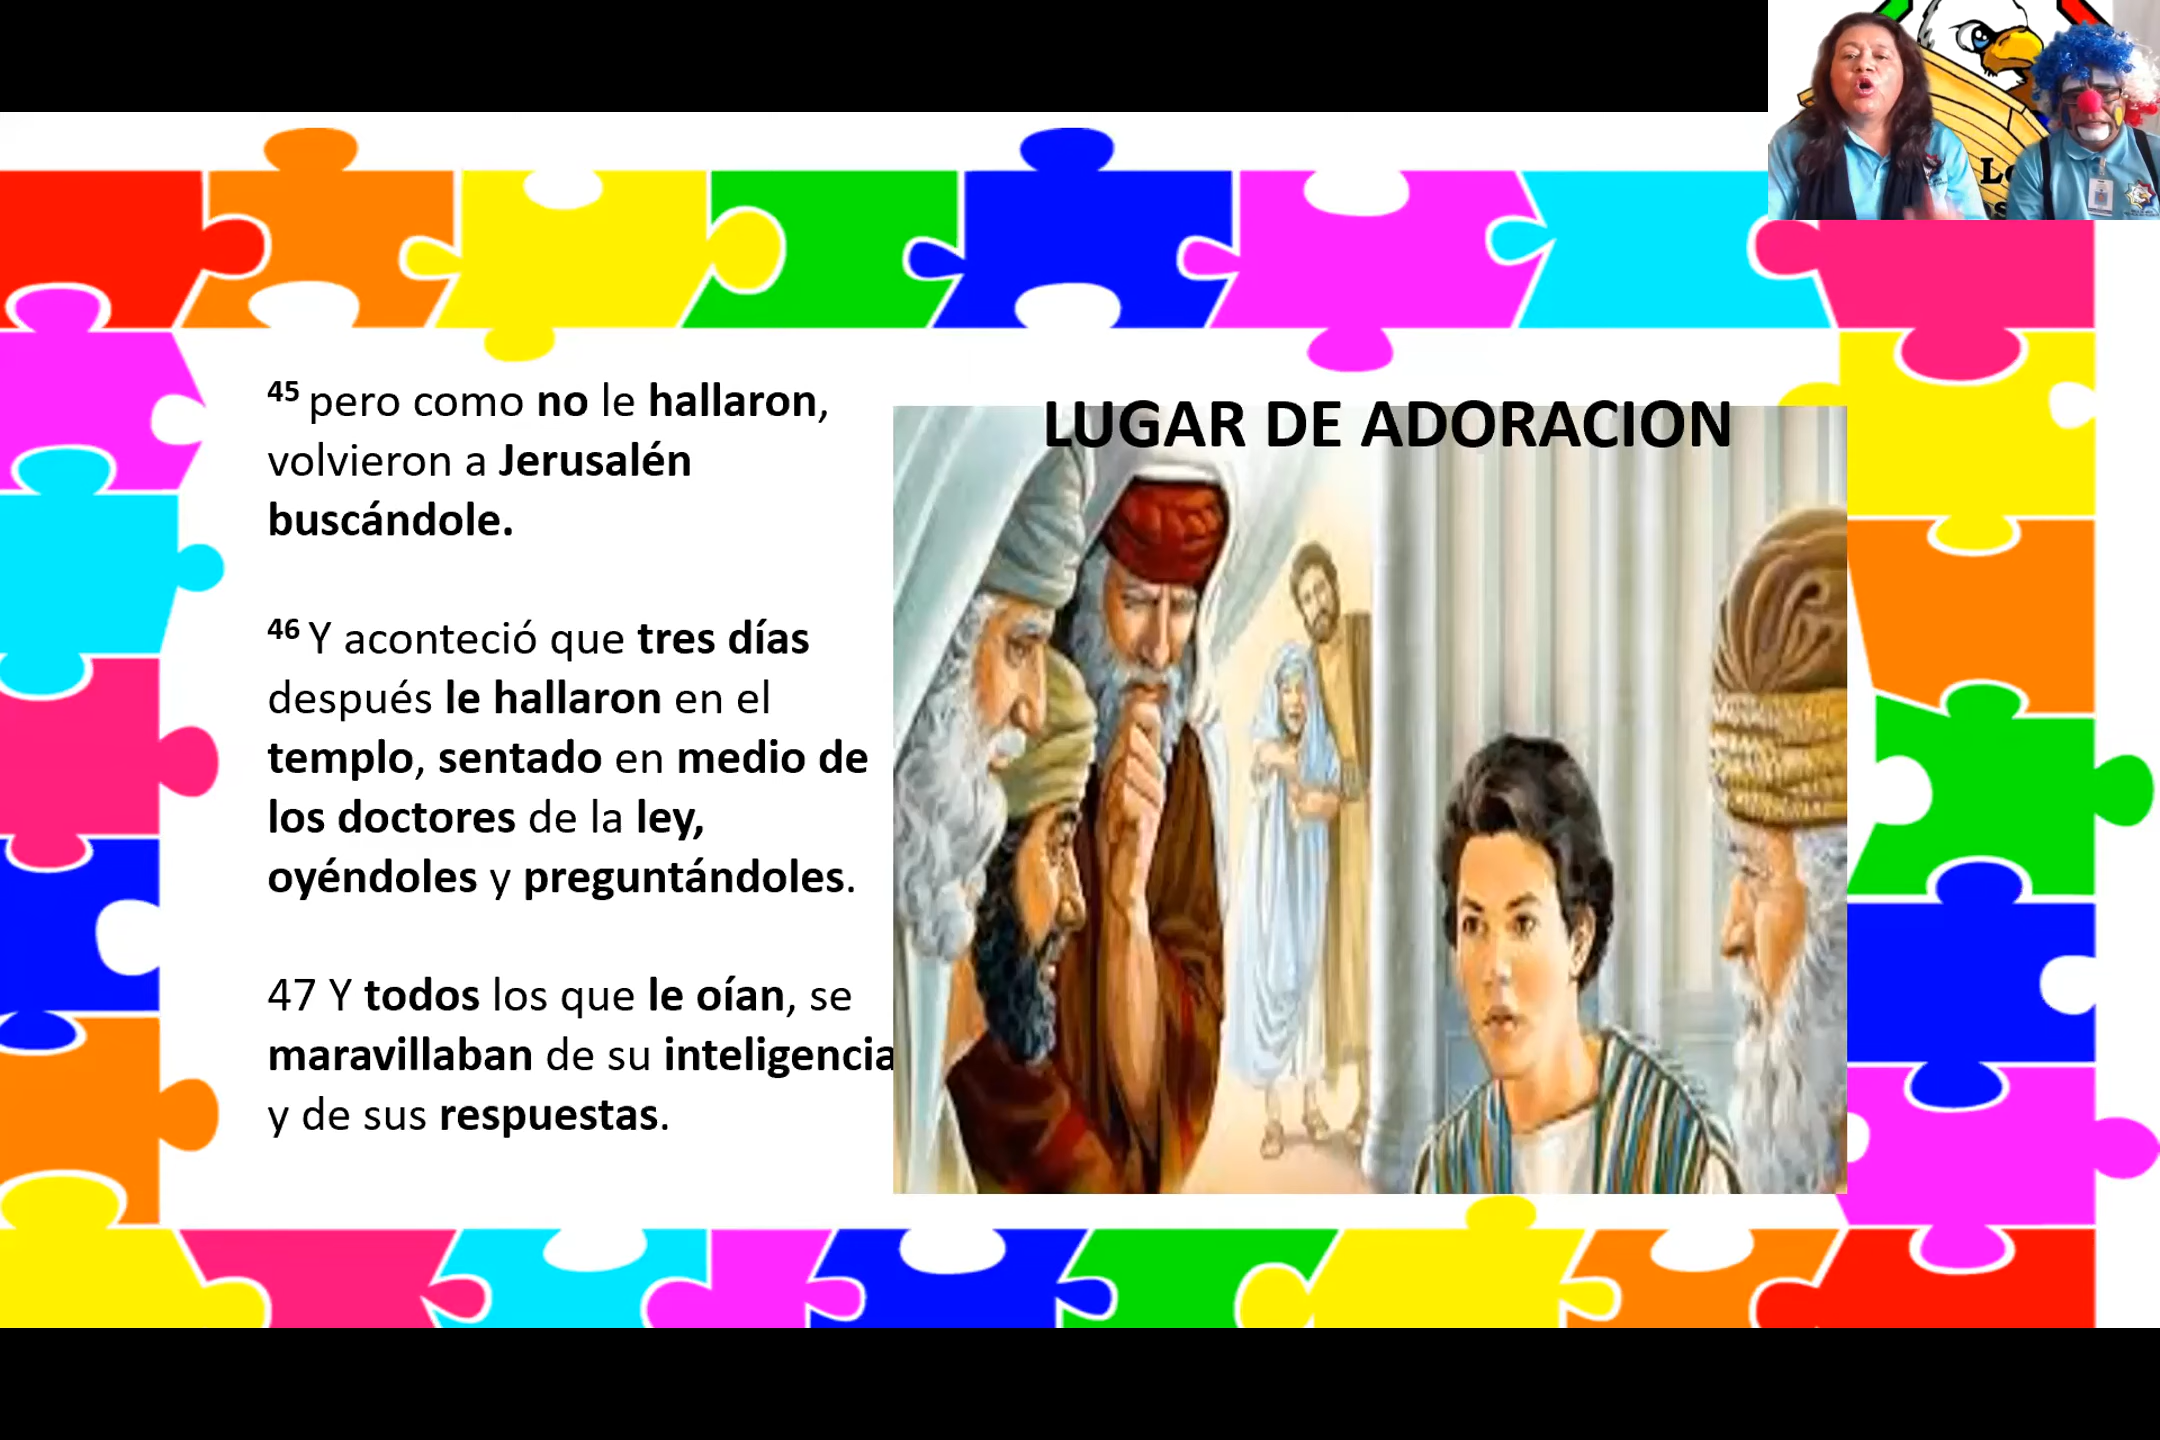 45 pero como no le hallaron,
volvieron a Jerusalén
buscándole.
46 Y aconteció que tres días
después le hallaron en el
templo, sentado en medio de
los doctores de la ley,
oyéndoles y preguntándoles.
47 Y todos los que le oían, se
maravillaban de su inteligencia
y de sus respuestas.
LUGAR DE ADORACION